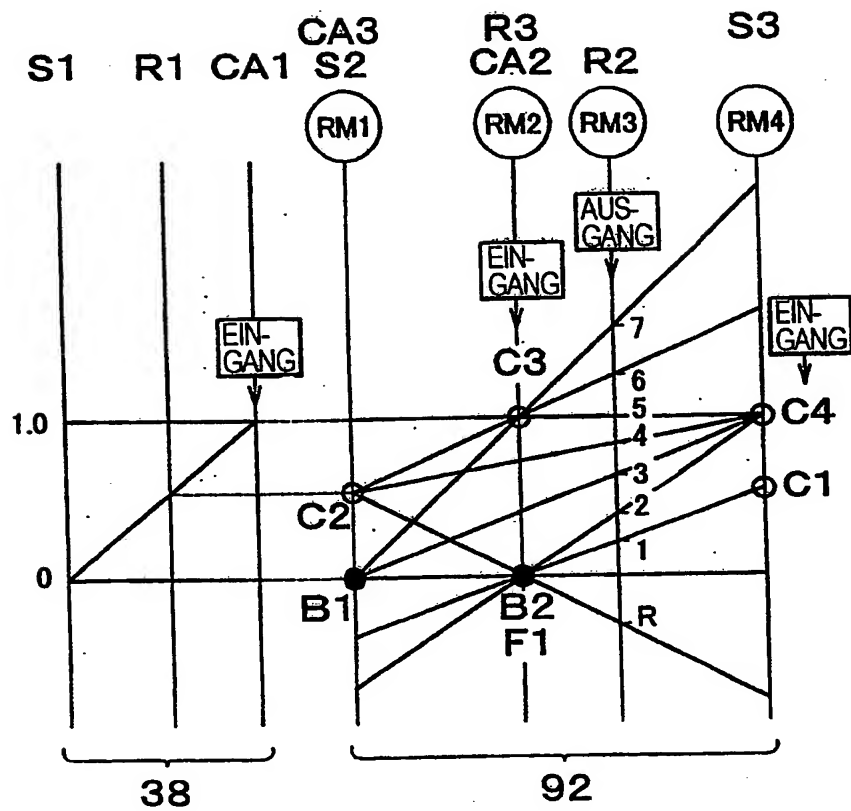 CA3 R3 S3
S1 R1 CA1 S2 CA2 R2
RM1 RM2 RM3 RM4
AUS-
GANG
EIN-
GANG
EIN-
GANG
EIN-
GANG
7
C3
6
1.0
5
C4
4
3
C1
C2
2
1
0
B1
B2
R
F1
38
92